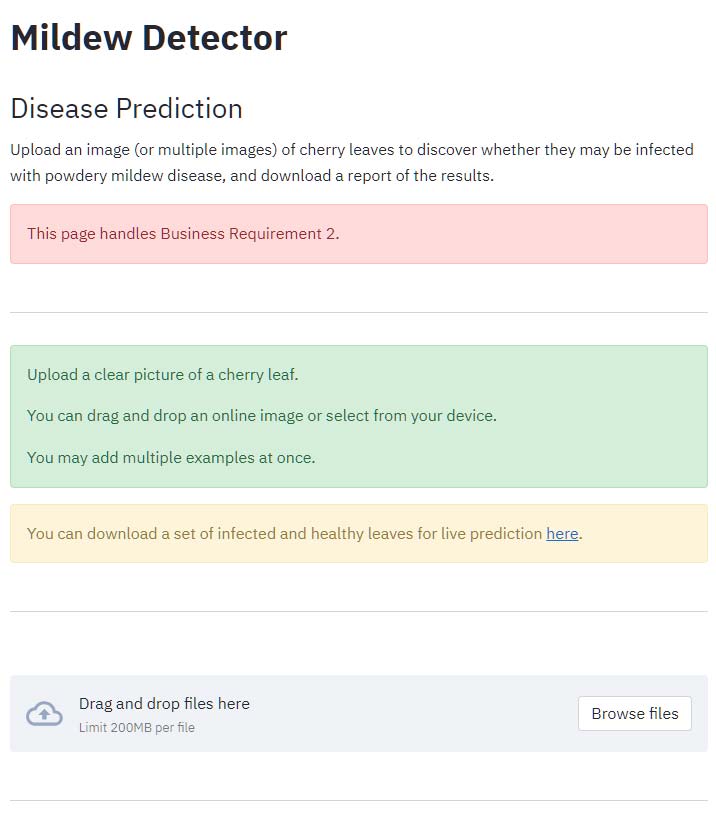 Mildew Detector
Disease Prediction
Upload an image (or multiple images) of cherry leaves to discover whether they may be infected
with powdery mildew disease, and download a report of the results.
This page handles Business Requirement 2.
Upload a clear picture of a cherry leaf.
You can drag and drop an online image or select from your device.
You may add multiple examples at once.
You can download a set of infected and healthy leaves for live prediction here.
Drag and drop files here
Limit 200MB per file
Browse files